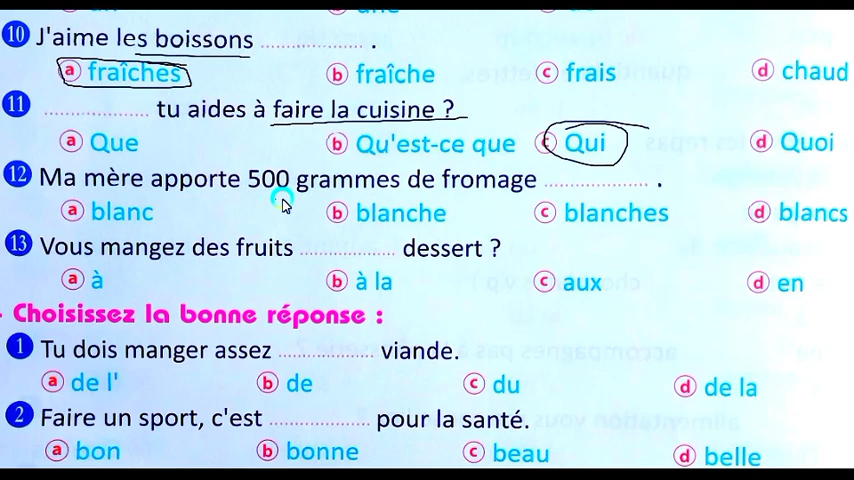 10 J'aime les boissons .................. .
a fraîches b fraîche c frais d chaud
11 .................. tu aides à faire la cuisine ?
a Que b Qu'est-ce que c Qui d Quoi
12 Ma mère apporte 500 grammes de fromage .................. .
a blanc b blanche c blanches d blancs
13 Vous mangez des fruits .................. dessert ?
a à b à la c aux d en
- Choisissez la bonne réponse :
1 Tu dois manger assez .................. viande.
a de l' b de c du d de la
2 Faire un sport, c'est .................. pour la santé.
a bon b bonne c beau d belle